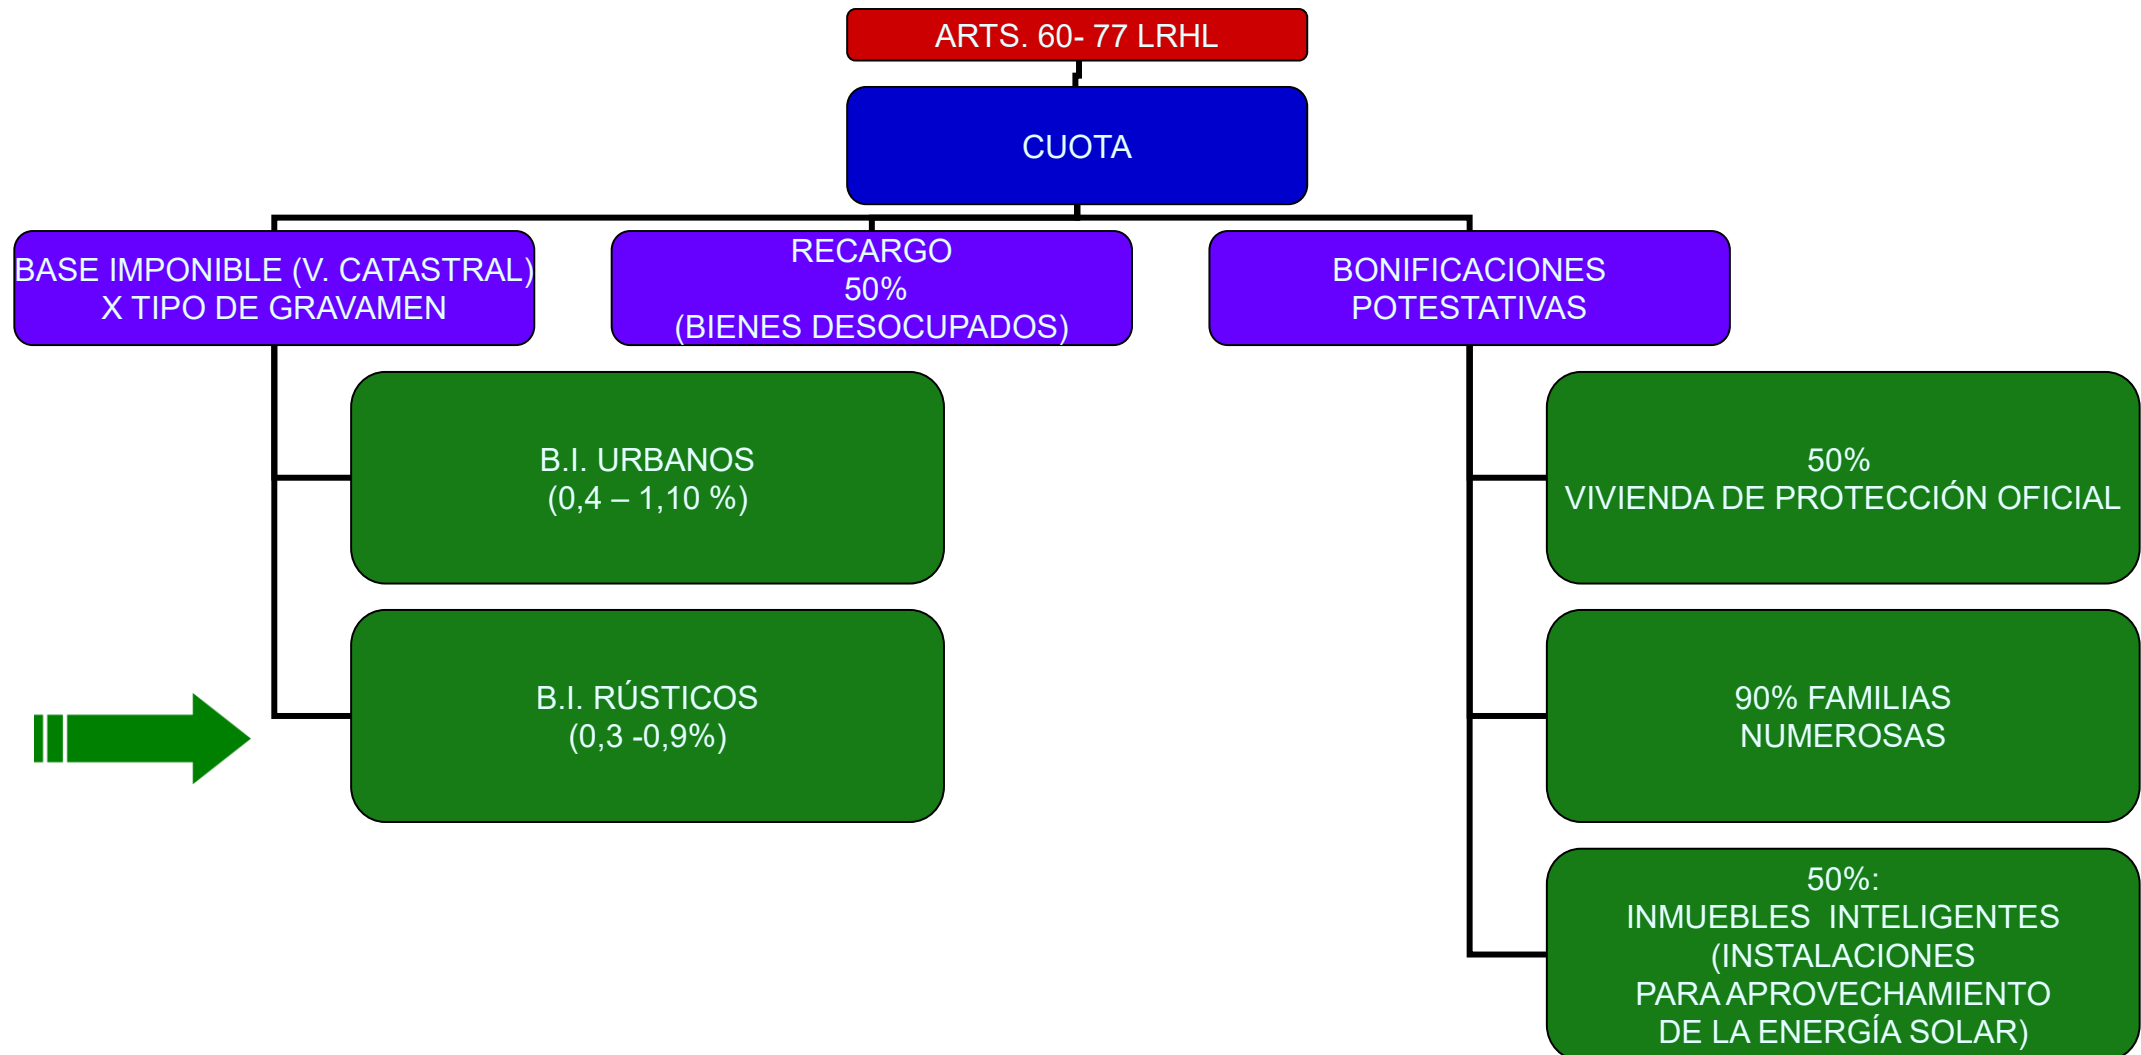 ARTS. 60- 77 LRHL
CUOTA
BASE IMPONIBLE (V. CATASTRAL)
X TIPO DE GRAVAMEN
RECARGO
50%
(BIENES DESOCUPADOS)
BONIFICACIONES
POTESTATIVAS
B.I. URBANOS
(0,4 – 1,10 %)
B.I. RÚSTICOS
(0,3 -0,9%)
50%
VIVIENDA DE PROTECCIÓN OFICIAL
90% FAMILIAS
NUMEROSAS
50%:
INMUEBLES  INTELIGENTES
(INSTALACIONES
PARA APROVECHAMIENTO
DE LA ENERGÍA SOLAR)